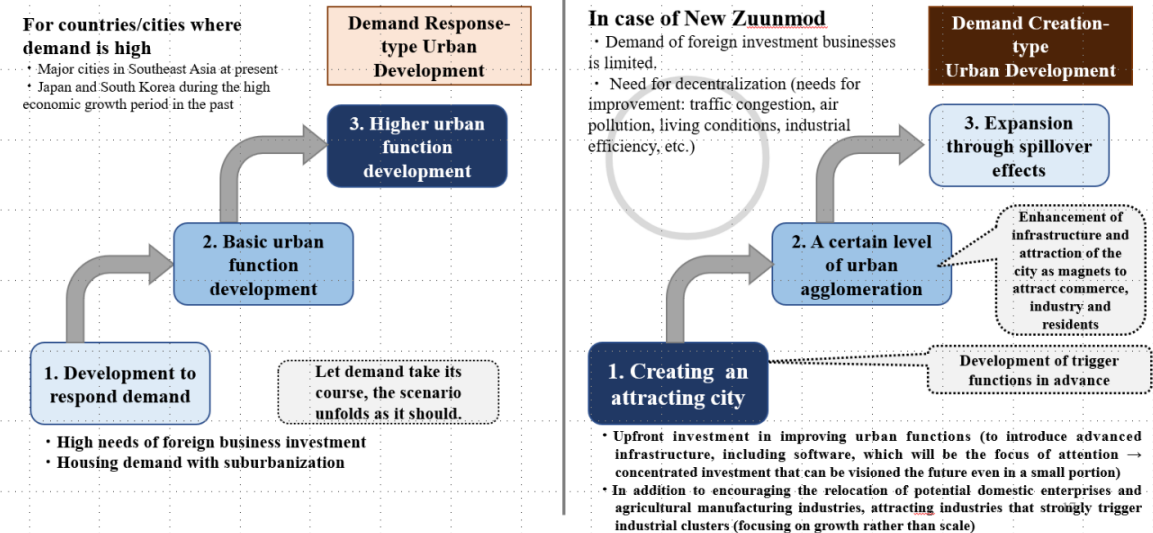 For countries/cities where
demand is high
・Major cities in Southeast Asia at present
・Japan and South Korea during the high
economic growth period in the past
Demand Response-
type Urban
Development
3. Higher urban
function
development
2. Basic urban
function
development
1. Development to
respond demand
Let demand take its
course, the scenario
unfolds as it should.
・High needs of foreign business investment
・Housing demand with suburbanization
In case of New Zuunmod
・Demand of foreign investment businesses
is limited.
・ Need for decentralization (needs for
improvement: traffic congestion, air
pollution, living conditions, industrial
efficiency, etc.)
Demand Creation-
type
Urban Development
3. Expansion
through spillover
effects
2. A certain level
of urban
agglomeration
Enhancement of
infrastructure and
attraction of the
city as magnets to
attract commerce,
industry and
residents
1. Creating an
attracting city
Development of trigger
functions in advance
・Upfront investment in improving urban functions (to introduce advanced
infrastructure, including software, which will be the focus of attention →
concentrated investment that can be visioned the future even in a small portion)
・In addition to encouraging the relocation of potential domestic enterprises and
agricultural manufacturing industries, attracting industries that strongly trigger
industrial clusters (focusing on growth rather than scale)